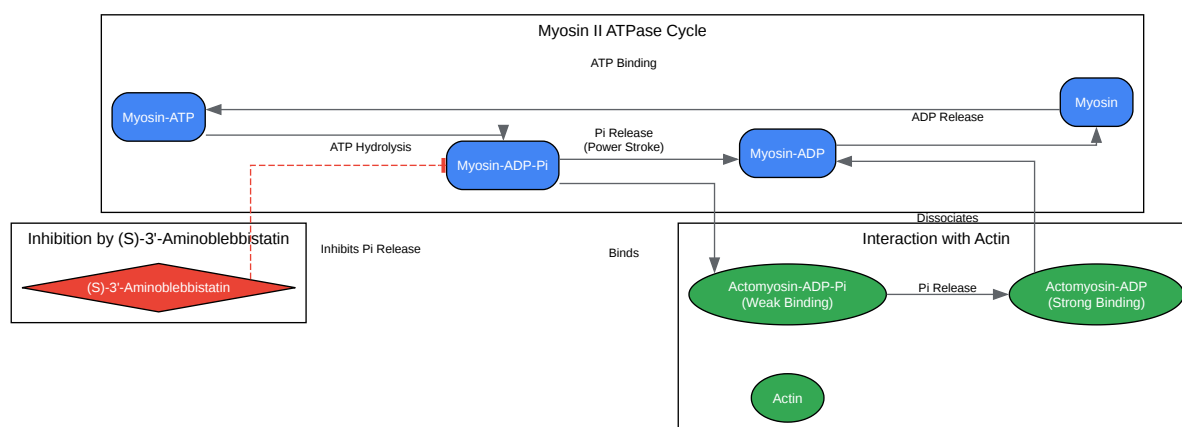 Myosin II ATPase Cycle
ATP Binding
Myosin-ATP
Myosin
ADP Release
ATP Hydrolysis
Pi Release
(Power Stroke)
Myosin-ADP-Pi
Myosin-ADP
Dissociates
Inhibition by (S)-3'-Aminoblebbistatin
Inhibits Pi Release
Binds
Interaction with Actin
(S)-3'-Aminoblebbistatin
Actomyosin-ADP-Pi
(Weak Binding)
Pi Release
Actomyosin-ADP
(Strong Binding)
Actin